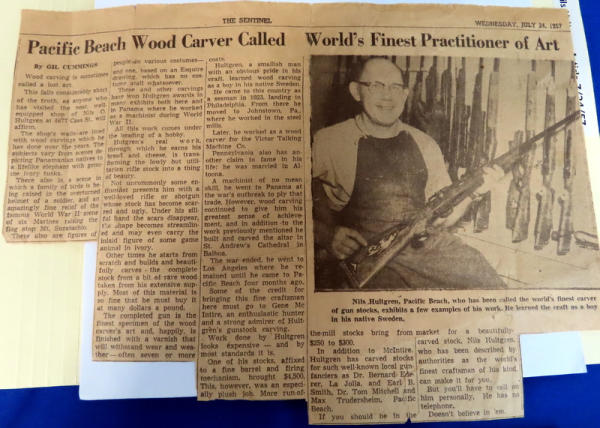 THE SENTINEL
WEDNESDAY, JULY 24, 1957
Pacific Beach Wood Carver Called World's Finest Practitioner of Art
By GIL CUMMINGS
Wood carving is sometimes
called a lost art.
This falls considerably short
of the truth, as anyone who
has visited the neat, well
equipped shop of Nils O.
Hultgren at 4677 Cass St. will
affirm.
The shop's walls are lined
with wood carvings which he
has done over the years. The
subjects vary from scenes de-
picting Panamanian natives to
a lifelike elephant with genu-
ine ivory tusks.
There also is a scene in
which a family of birds is be-
ing raised in the overturned
helmet of a soldier, and an
amazingly fine relief of the
famous World War II scene
of six Marines raising the
flag atop Mt. Suribachi.
There also are figures of
people in various costumes—
and one, based on an Esquire
drawing, which has no cos-
tume at all whatsoever.
These and other carvings
have won Hultgren awards in
many exhibits both here and
in Panama where he worked
as a machinist during World
War II.
All this work comes under
the heading of a hobby.
Hultgren's real work,
through which he earns his
bread and cheese, is trans-
forming the lowly but utili-
tarian rifle stock into a thing
of beauty.
Not uncommonly some en-
thusiast presents him with a
well-loved rifle or shotgun
whose stock has become scar-
red and ugly. Under his skil-
ful hand the scars disappear,
the shape becomes streamlin-
ed and may even carry the
inlaid figure of some game
animal in ivory.
Other times he starts from
scratch and builds and beauti-
fully carves the complete
stock from a bit of rare wood
taken from his extensive sup-
ply. Most of this material is
so fine that he must buy it
at many dollars a pound.
The completed gun is the
finest specimen of the wood
carver's art and, happily, is
finished with a varnish that
will withstand wear and wea-
ther — often seven or more
coats.
Hultgren, a smallish man
with an obvious pride in his
work, learned wood carving
as a boy in his native Sweden.
He came to this country as
a seaman in 1923, landing in
Philadelphia. From there he
moved to Johnstown, Pa.,
where he worked in the steel
mills.
Later, he worked as a wood
carver for the Victor Talking
Machine Co.
Pennsylvania also has an-
other claim to fame in his
life: he was married in Al-
toona.
A machinist of no mean
skill, he went to Panama at
the war's outbreak to ply that
trade. However, wood carving
continued to give him his
greatest sense of achieve-
ment, and in addition to the
work previously mentioned he
built and carved the altar in
St. Andrew's Cathedral in
Balboa.
The war ended, he went to
Los Angeles where he re-
mained until he came to Pa-
cific Beach four months ago.
Some of the credit for
bringing this fine craftsman
here must go to Gene Mc
Intire, an enthusiastic hunter
and a strong admirer of Hult-
gren's gunstock carving.
Work done by Hultgren
looks expensive — and by
most standards it is.
One of his stocks, affixed
to a fine barrel and firing
mechanism, brought $4,500.
This, however, was an especi-
ally plush job. More run-of-
Nils Hultgren, Pacific Beach, who has been called the world's finest carver
of gun stocks, exhibits a few examples of his work. He learned the craft as a boy
in his native Sweden.
the-mill stocks bring from
$250 to $300.
In addition to McIntire,
Hultgren has carved stocks
for such well-known local gun-
fanciers as Dr. Bernard Ede-
rer, La Jolla, and Earl B.
Smith, Dr. Tom Mitchell and
Max Trudersheim, Pacific
Beach.
If you should be in the
market for a beautifully-
carved stock, Nils Hultgren,
who has been described by
authorities as the world's
finest craftsman of his kind,
can make it for you.
But you'll have to call on
him personally. He has no
telephone.
Doesn't believe in 'em.